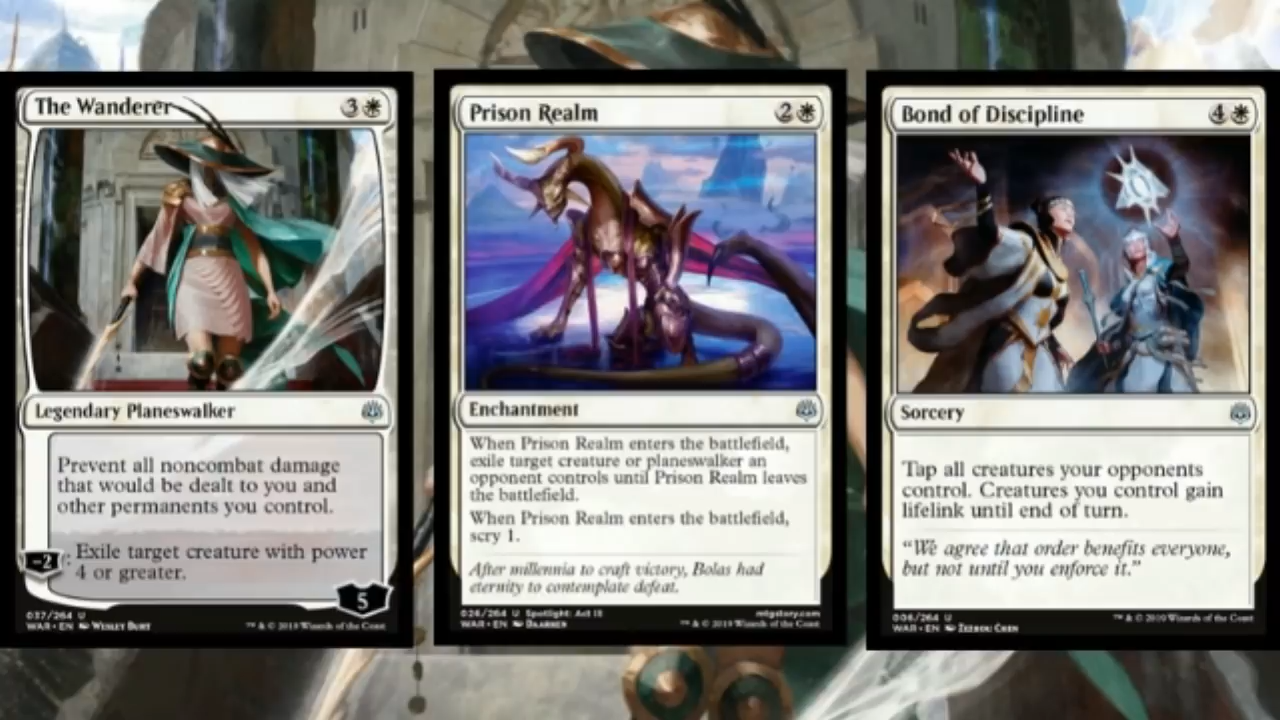 The Wanderer
3
Legendary Planeswalker
Prevent all noncombat damage
that would be dealt to you and
other permanents you control.
-2
: Exile target creature with power
4 or greater.
5
037/264 U
WAR • EN Wesley Burt
™ & © 2019 Wizards of the Coast
Prison Realm
2
Enchantment
When Prison Realm enters the battlefield,
exile target creature or planeswalker an
opponent controls until Prison Realm leaves
the battlefield.
When Prison Realm enters the battlefield,
scry 1.
After millennia to craft victory, Bolas had
eternity to contemplate defeat.
026/264 U Spotlight: Act III
mtgstory.com
WAR • EN Daarken
™ & © 2019 Wizards of the Coast
Bond of Discipline
4
Sorcery
Tap all creatures your opponents
control. Creatures you control gain
lifelink until end of turn.
“We agree that order benefits everyone,
but not until you enforce it.”
006/264 U
WAR • EN Zezhou Chen
™ & © 2019 Wizards of the Coast